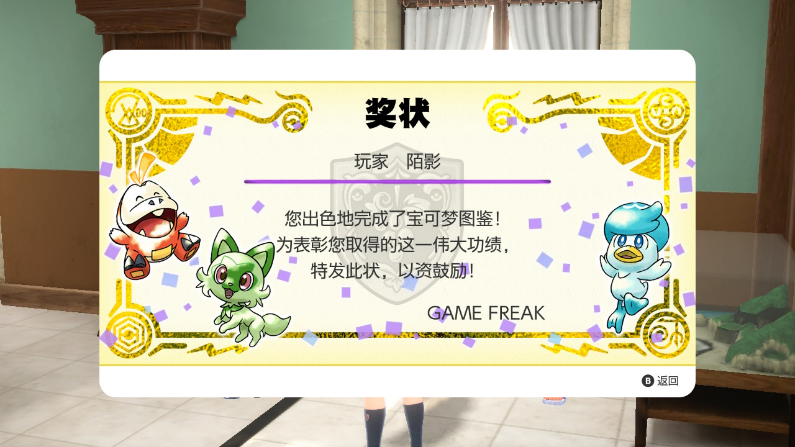 奖状
玩家　陌影
您出色地完成了宝可梦图鉴！
为表彰您取得的这一伟大功绩，
特发此状，以资鼓励！
GAME FREAK
B 返回